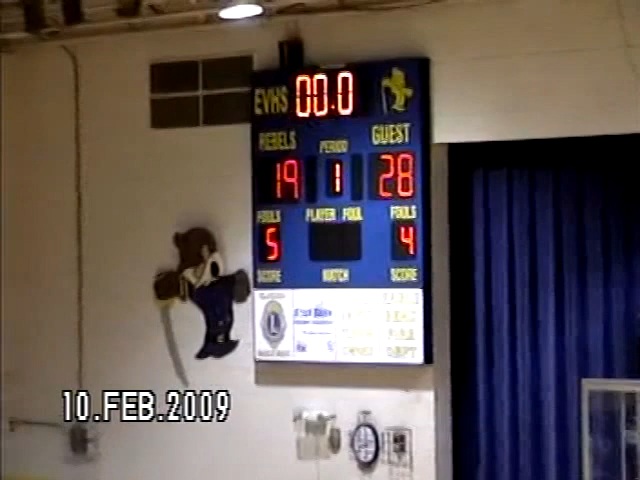 EVHS 00.0
REBELS PERIOD GUEST
19 1 28
FOULS PLAYER FOUL FOULS
5 4
SCORE MATCH SCORE
L
10.FEB.2009